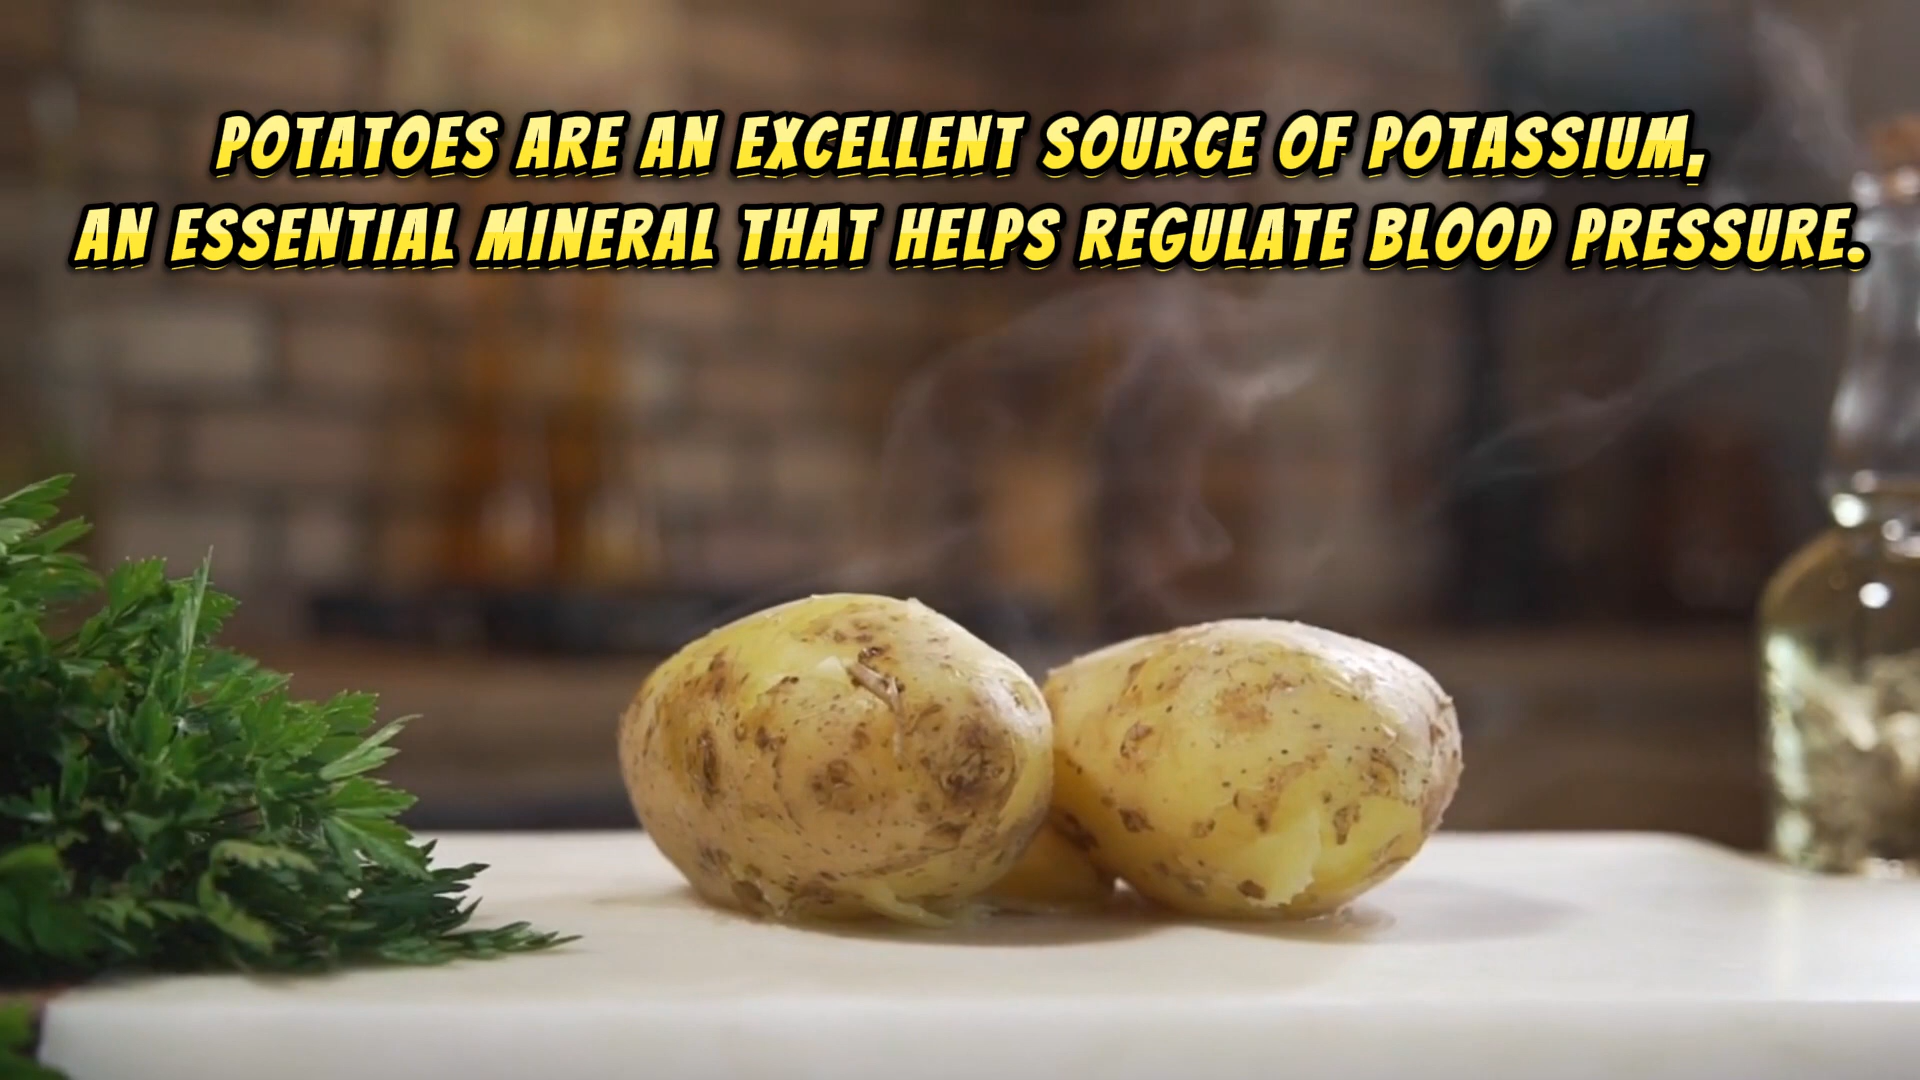 POTATOES ARE AN EXCELLENT SOURCE OF POTASSIUM,
AN ESSENTIAL MINERAL THAT HELPS REGULATE BLOOD PRESSURE.